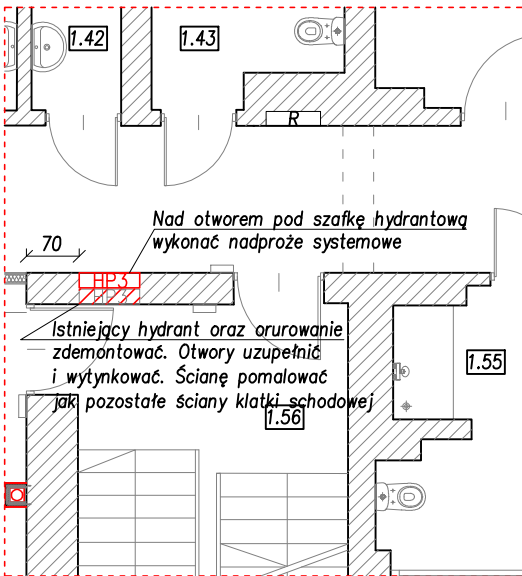 1.42
1.43
R
Nad otworem pod szafkę hydrantową
wykonać nadproże systemowe
70
HP3
Istniejący hydrant oraz orurowanie
zdemontować. Otwory uzupełnić
i wytynkować. Ścianę pomalować
jak pozostałe ściany klatki schodowej
1.55
1.56